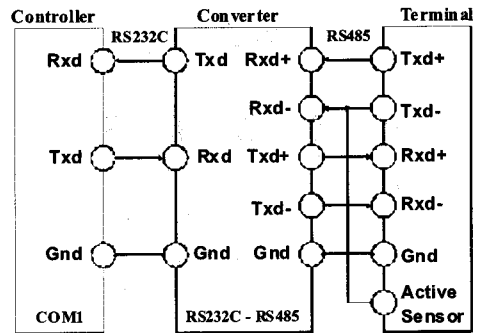 Controller Converter Terminal
RS232C RS485
Rxd Txd Rxd+ Txd+
Rxd- Txd-
Txd Rxd Txd+ Rxd+
Txd- Rxd-
Gnd Gnd Gnd Gnd
Active
COM1 RS232C - RS485 Sensor